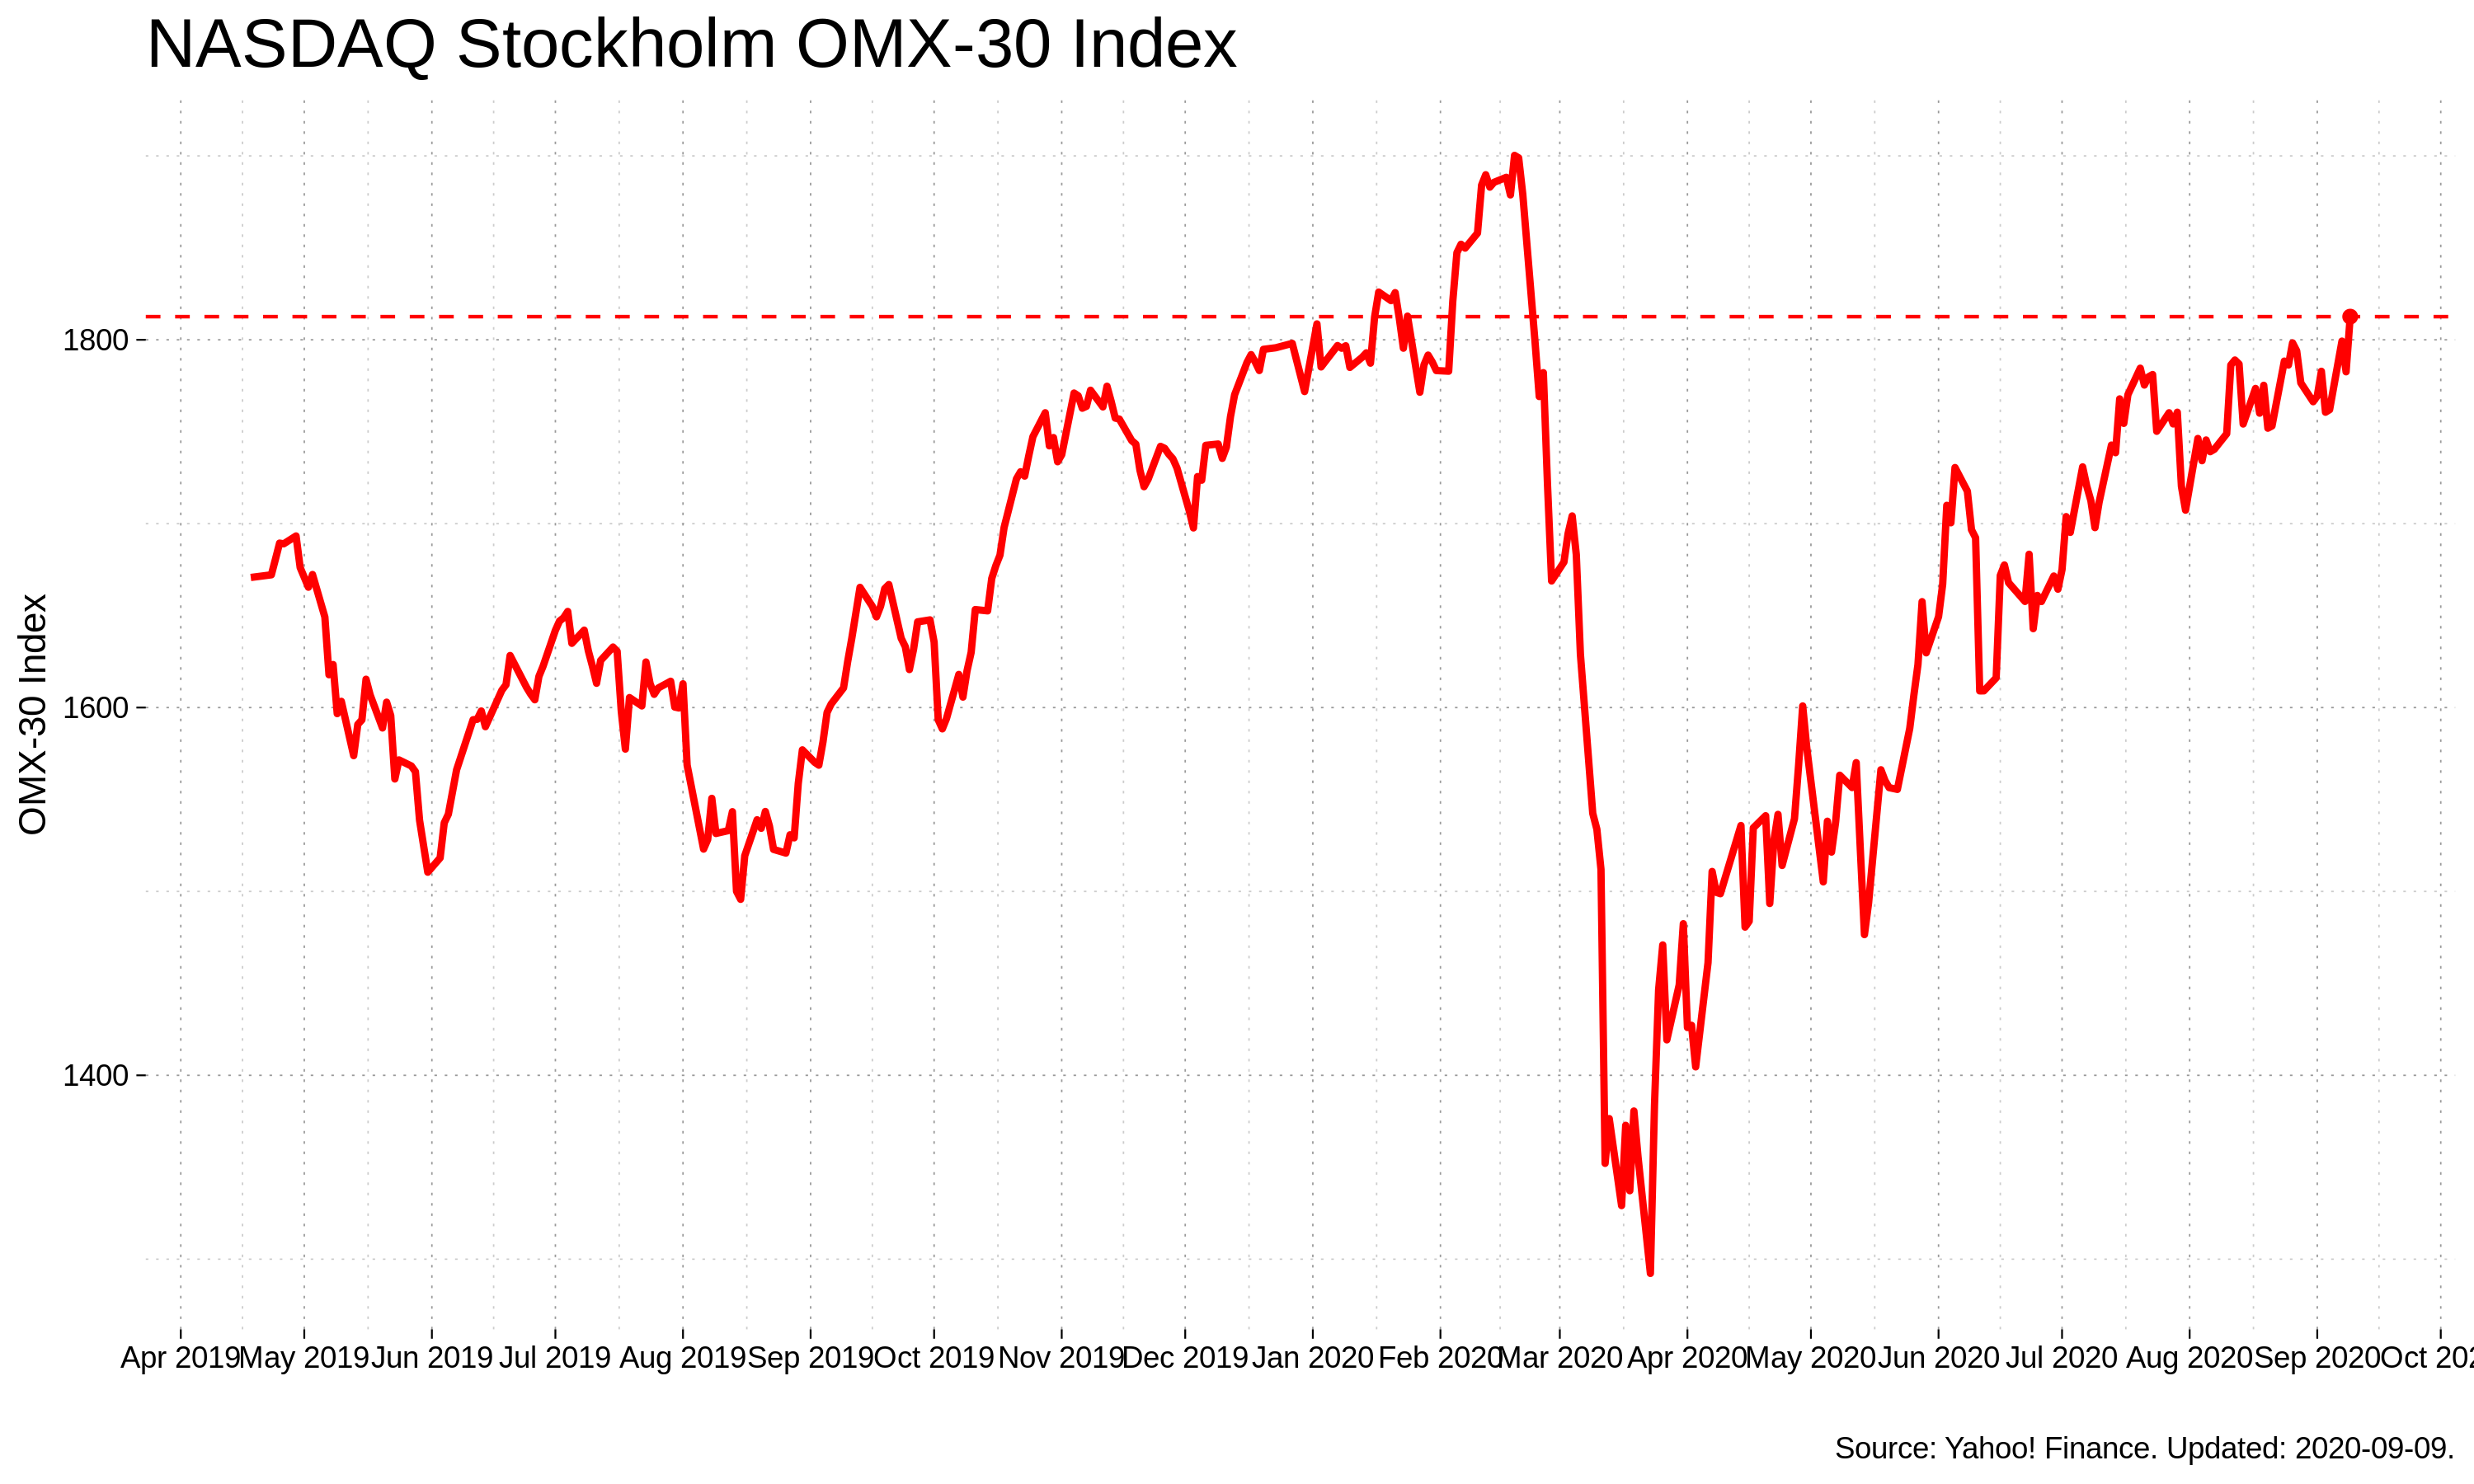 NASDAQ Stockholm OMX-30 Index
OMX-30 Index
1800
1600
1400
Apr 2019 May 2019 Jun 2019 Jul 2019 Aug 2019 Sep 2019 Oct 2019 Nov 2019 Dec 2019 Jan 2020 Feb 2020 Mar 2020 Apr 2020 May 2020 Jun 2020 Jul 2020 Aug 2020 Sep 2020 Oct 202
Source: Yahoo! Finance. Updated: 2020-09-09.